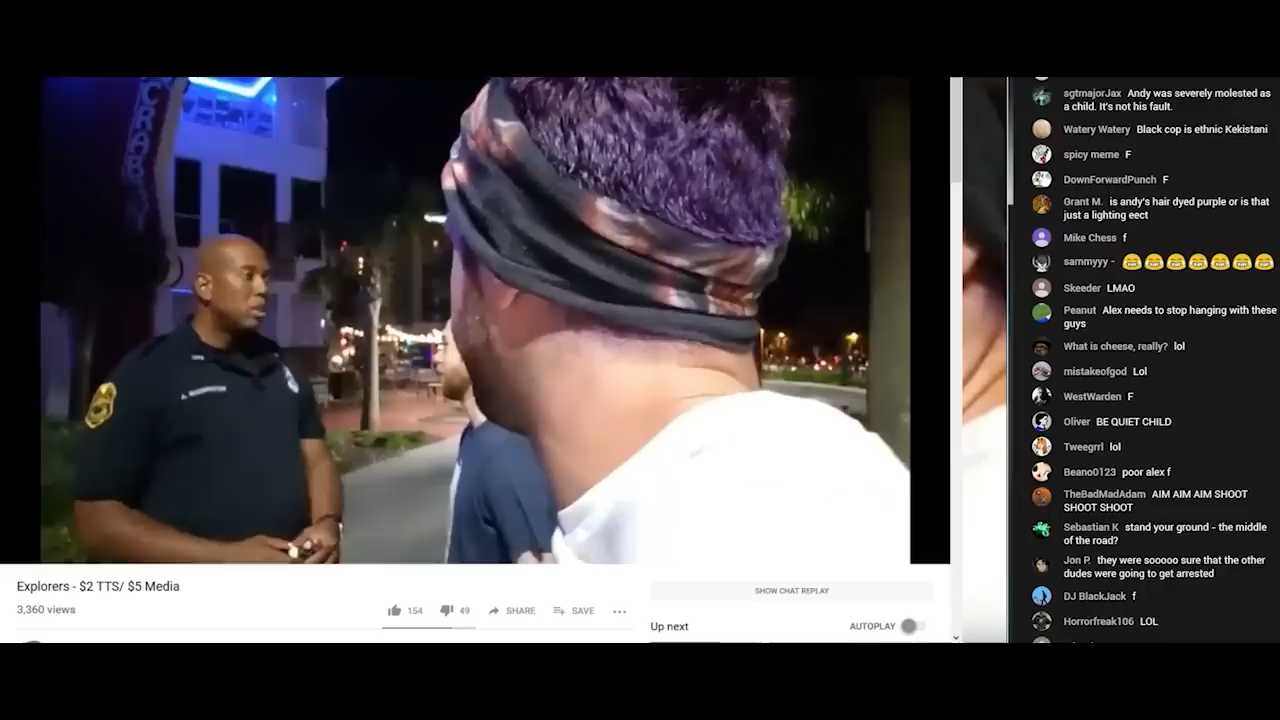 CRABBY
A. WASHINGTON
Explorers - $2 TTS/ $5 Media
3,360 views
154
49
SHARE
SAVE
SHOW CHAT REPLAY
Up next
AUTOPLAY
sgtmajorJax Andy was severely molested as
a child. It's not his fault.
Watery Watery Black cop is ethnic Kekistani
spicy meme F
DownForwardPunch F
Grant M. is andy's hair dyed purple or is that
just a lighting eect
Mike Chess f
sammyyy - 😂😂😂😂😂😂😂
Skeeder LMAO
Peanut Alex needs to stop hanging with these
guys
What is cheese, really? lol
mistakeofgod Lol
WestWarden F
Oliver BE QUIET CHILD
Tweegrrl lol
Beano0123 poor alex f
TheBadMadAdam AIM AIM AIM SHOOT
SHOOT SHOOT
Sebastian K stand your ground - the middle
of the road?
Jon P. they were sooooo sure that the other
dudes were going to get arrested
DJ BlackJack f
Horrorfreak106 LOL